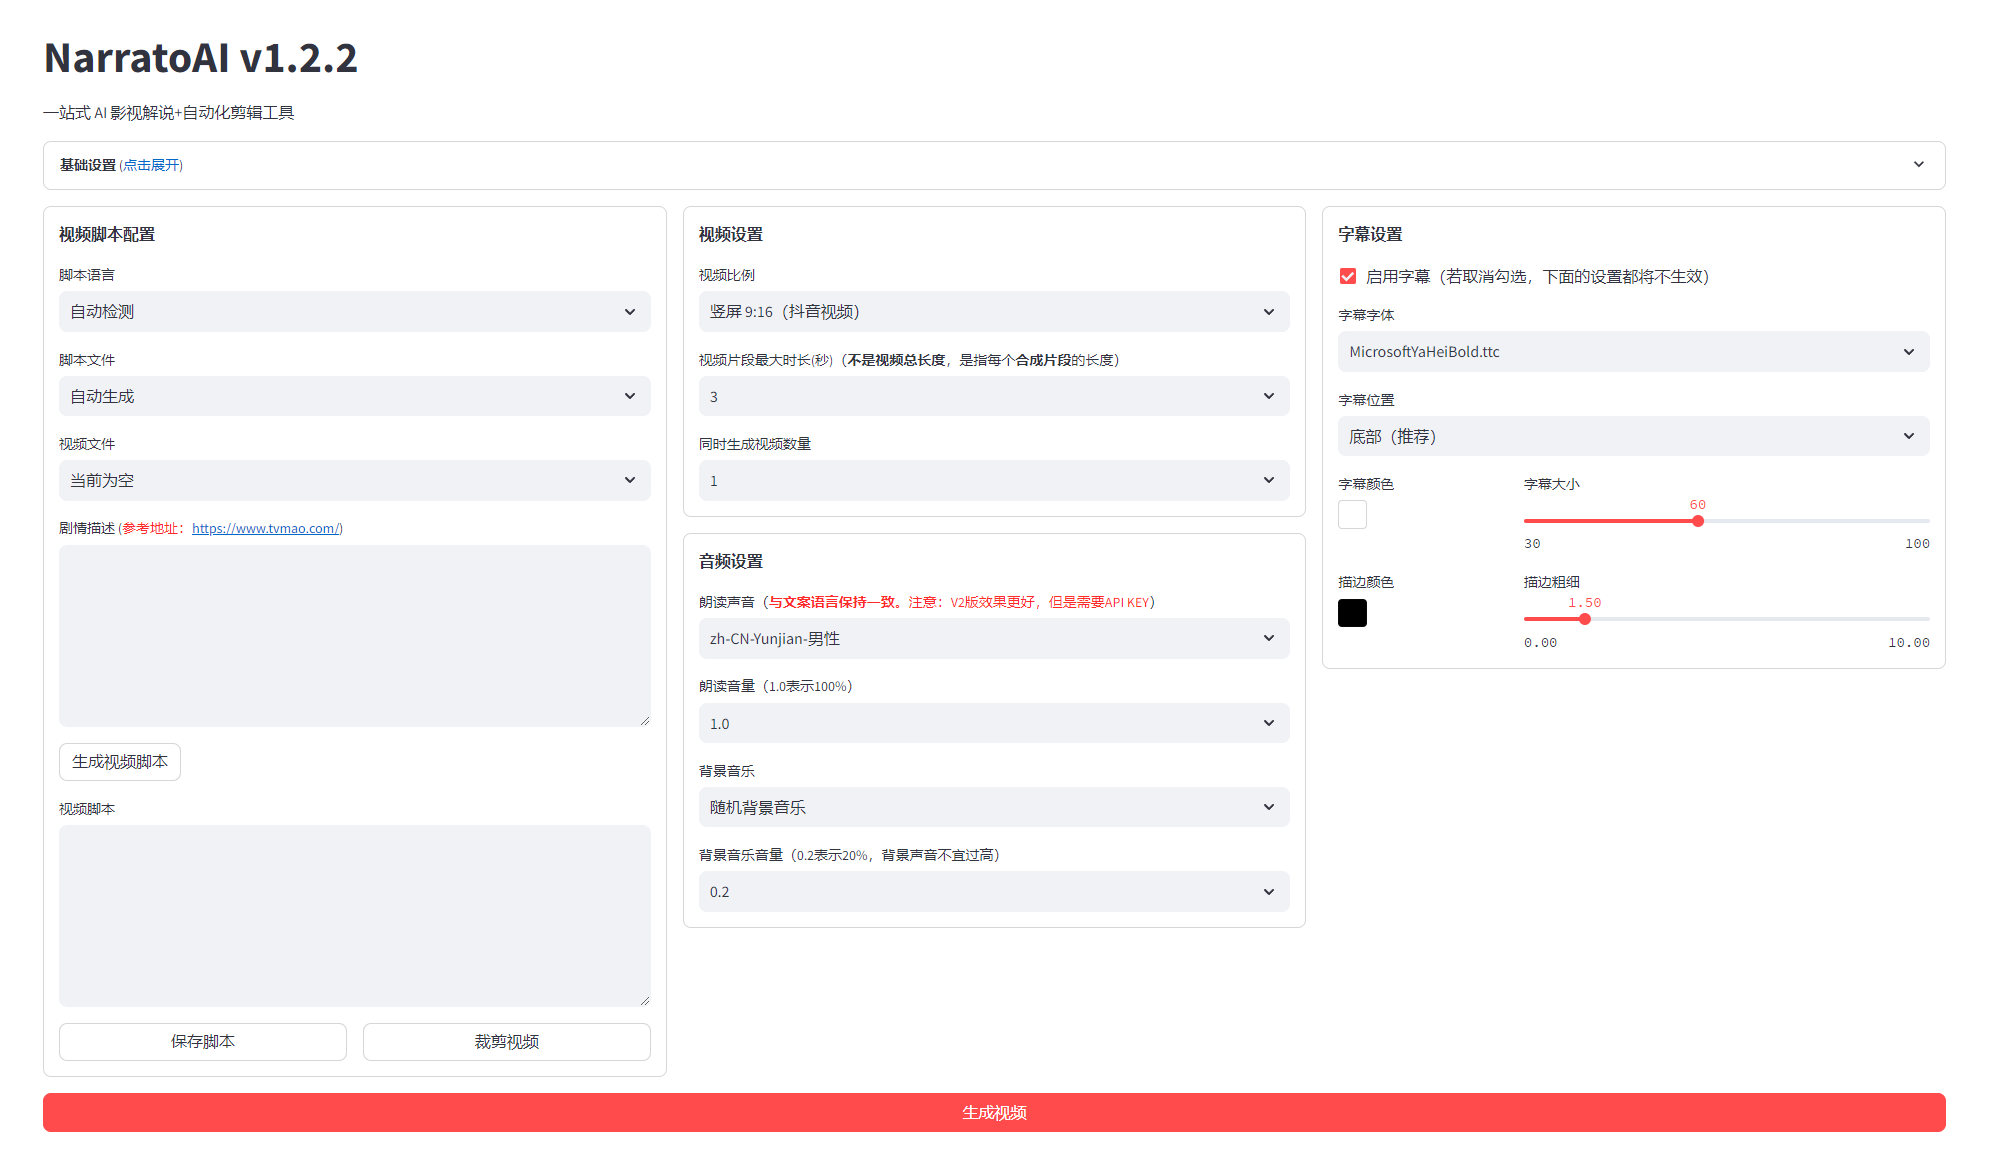 NarratoAI v1.2.2
一站式 AI 影视解说+自动化剪辑工具
基础设置 (点击展开)
视频脚本配置
脚本语言
自动检测
脚本文件
自动生成
视频文件
当前为空
剧情描述 (参考地址：https://www.tvmao.com/)
生成视频脚本
视频脚本
保存脚本
裁剪视频
视频设置
视频比例
竖屏 9:16（抖音视频）
视频片段最大时长(秒)（不是视频总长度，是指每个合成片段的长度）
3
同时生成视频数量
1
音频设置
朗读声音（与文案语言保持一致。注意：V2版效果更好，但是需要API KEY）
zh-CN-Yunjian-男性
朗读音量（1.0表示100%）
1.0
背景音乐
随机背景音乐
背景音乐音量（0.2表示20%，背景声音不宜过高）
0.2
字幕设置
启用字幕（若取消勾选，下面的设置都将不生效）
字幕字体
MicrosoftYaHeiBold.ttc
字幕位置
底部（推荐）
字幕颜色
字幕大小
60
30
100
描边颜色
描边粗细
1.50
0.00
10.00
生成视频